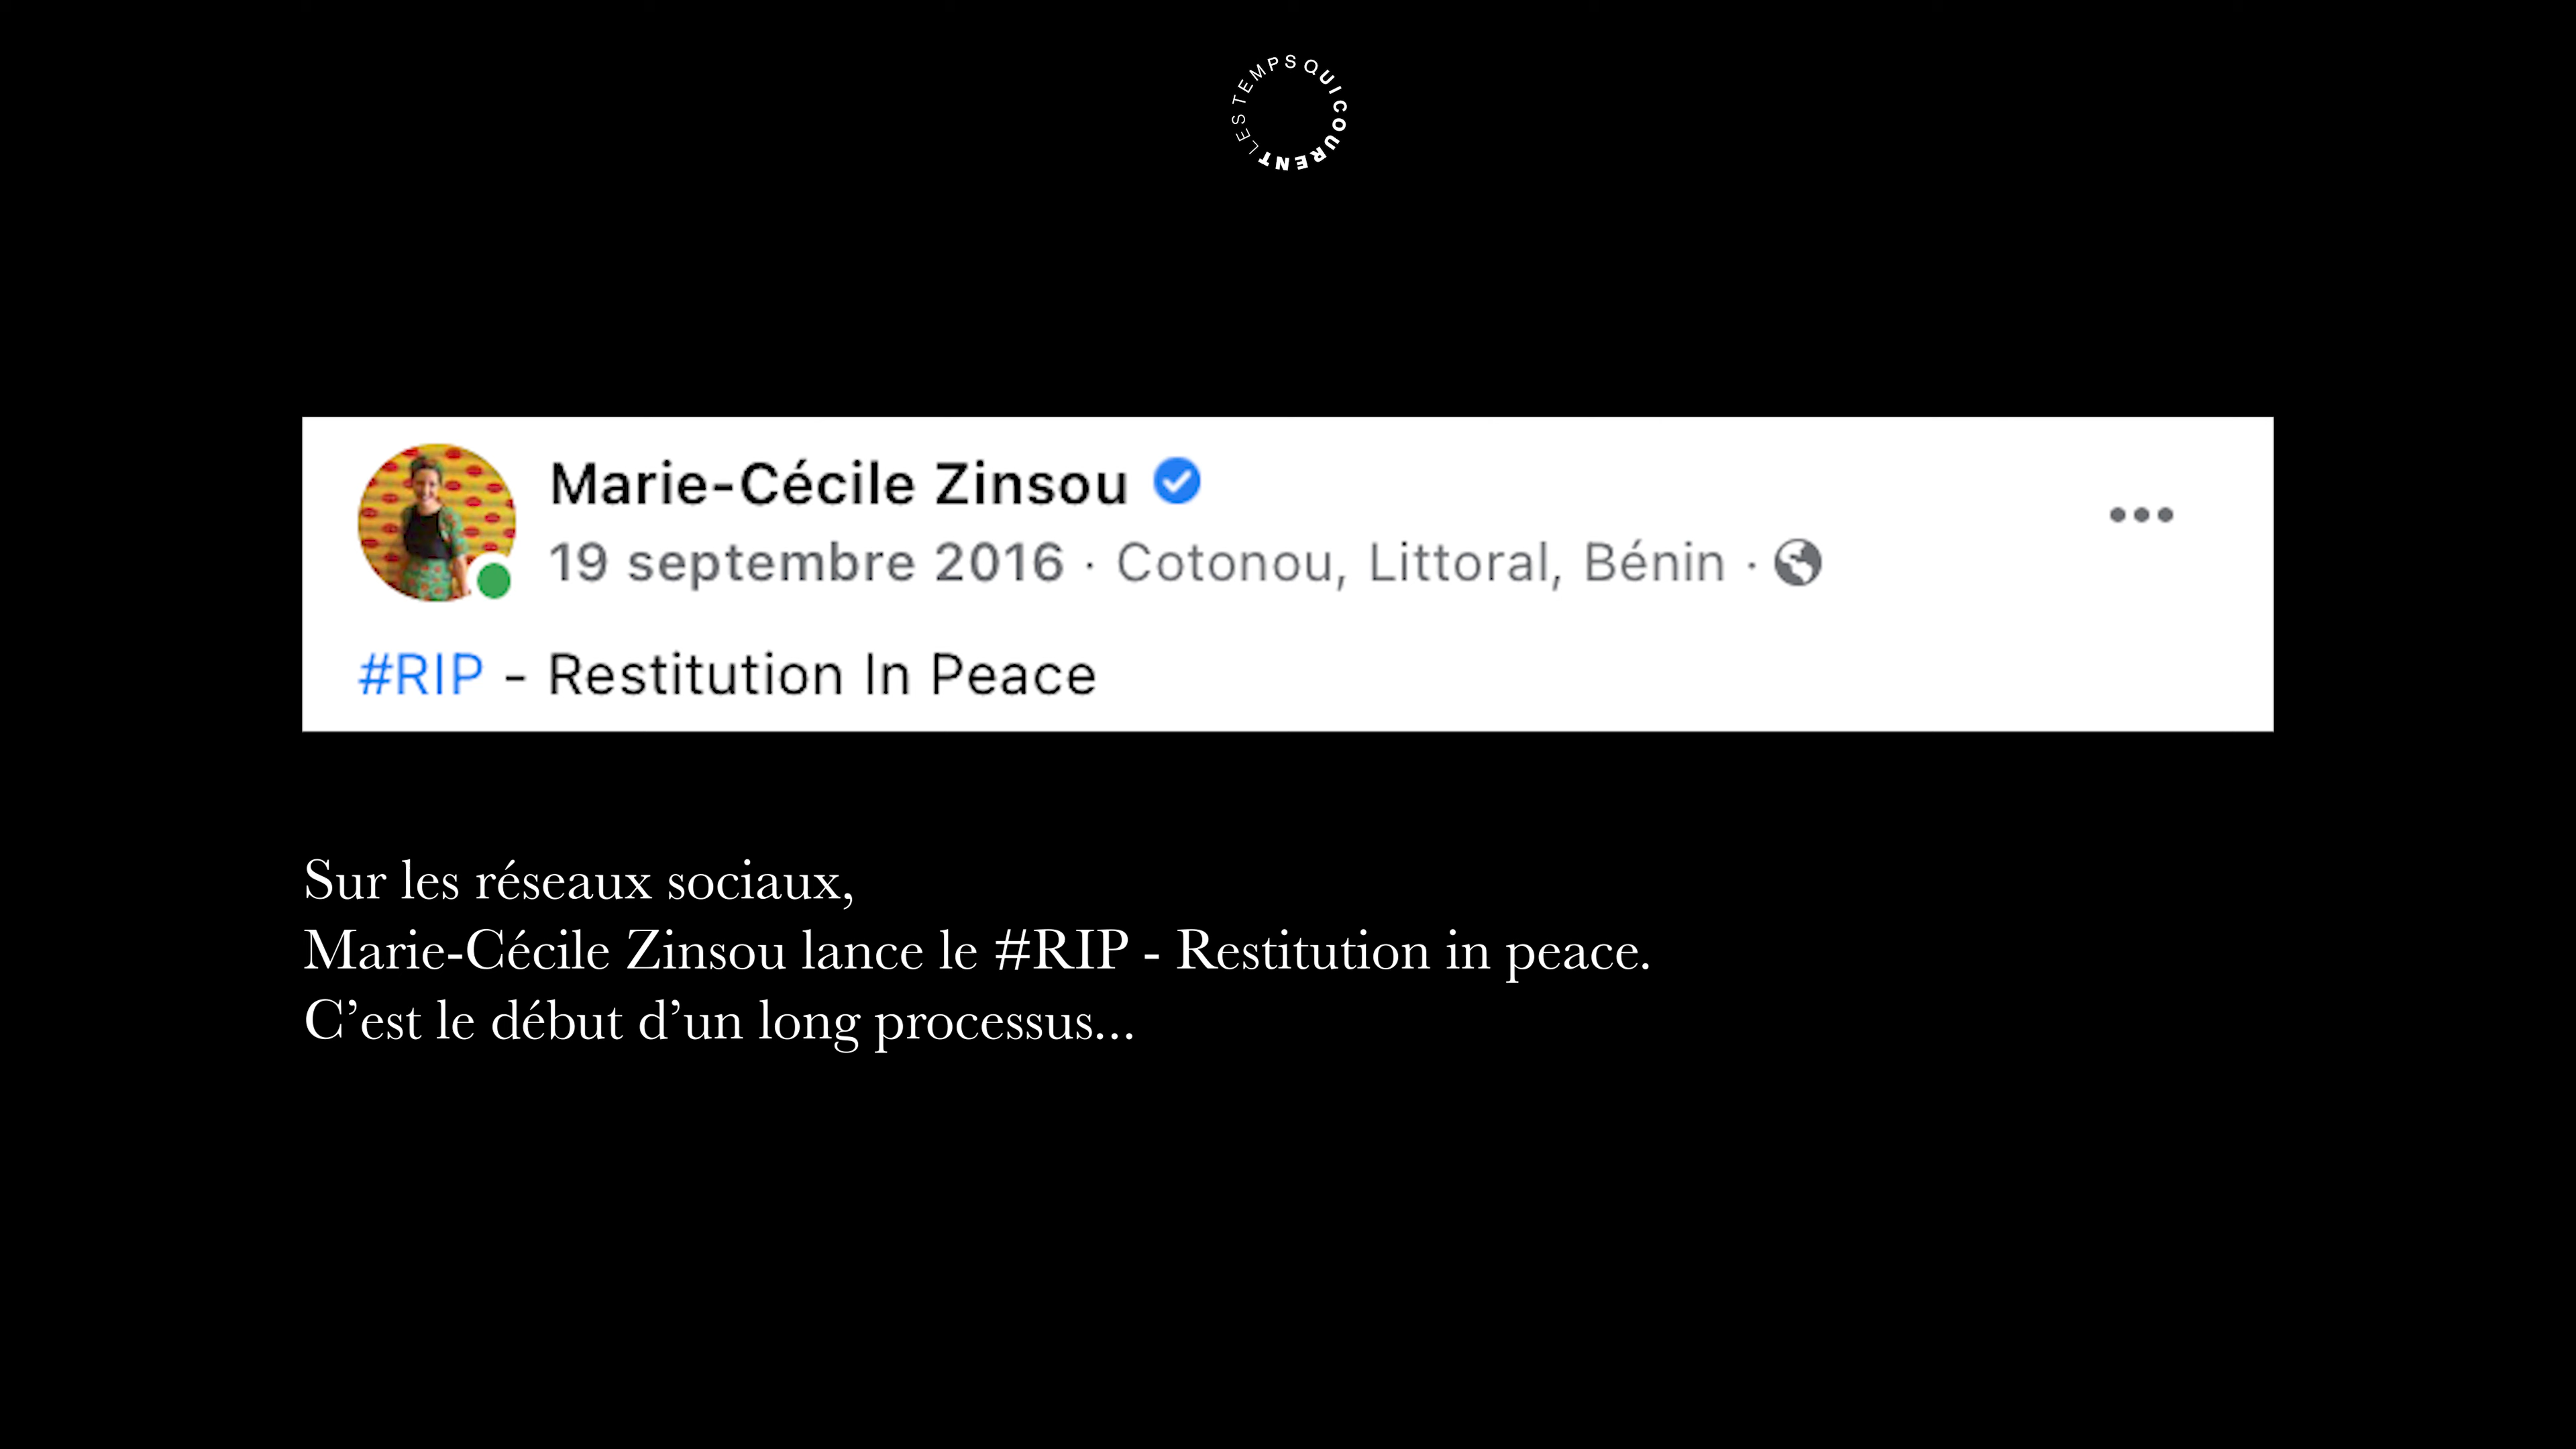 LES TEMPS QUI COURENT
Marie-Cécile Zinsou
19 septembre 2016 · Cotonou, Littoral, Bénin ·
#RIP - Restitution In Peace
Sur les réseaux sociaux,
Marie-Cécile Zinsou lance le #RIP - Restitution in peace.
C’est le début d’un long processus...